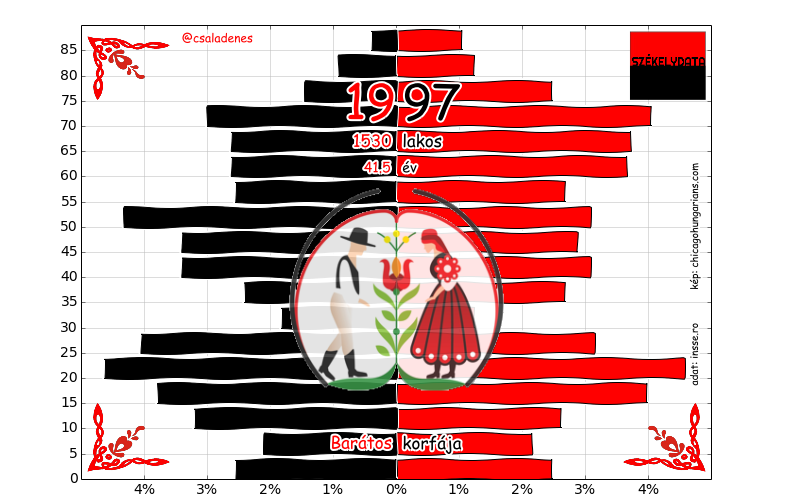 @csaladenes
SZÉKELYDATA
1997
1530 lakos
41.5 év
kép: chicagohungarians.com
adat: insse.ro
Barátos korfája
85
80
75
70
65
60
55
50
45
40
35
30
25
20
15
10
5
0
4% 3% 2% 1% 0% 1% 2% 3% 4%